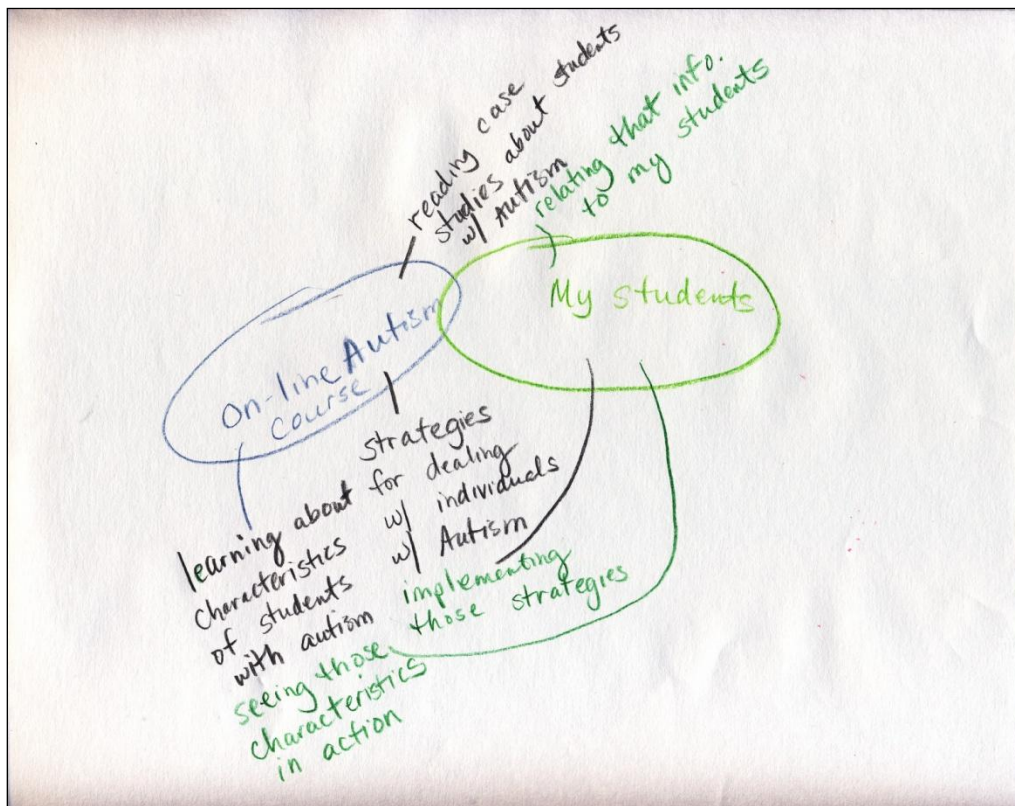 reading case
studies about students
w/ Autism
relating that info.
to my students
On-line Autism
course
My students
strategies
for dealing
w/ individuals
w/ Autism
implementing
those strategies
learning about
characteristics
of students
with autism
seeing those
characteristics
in action